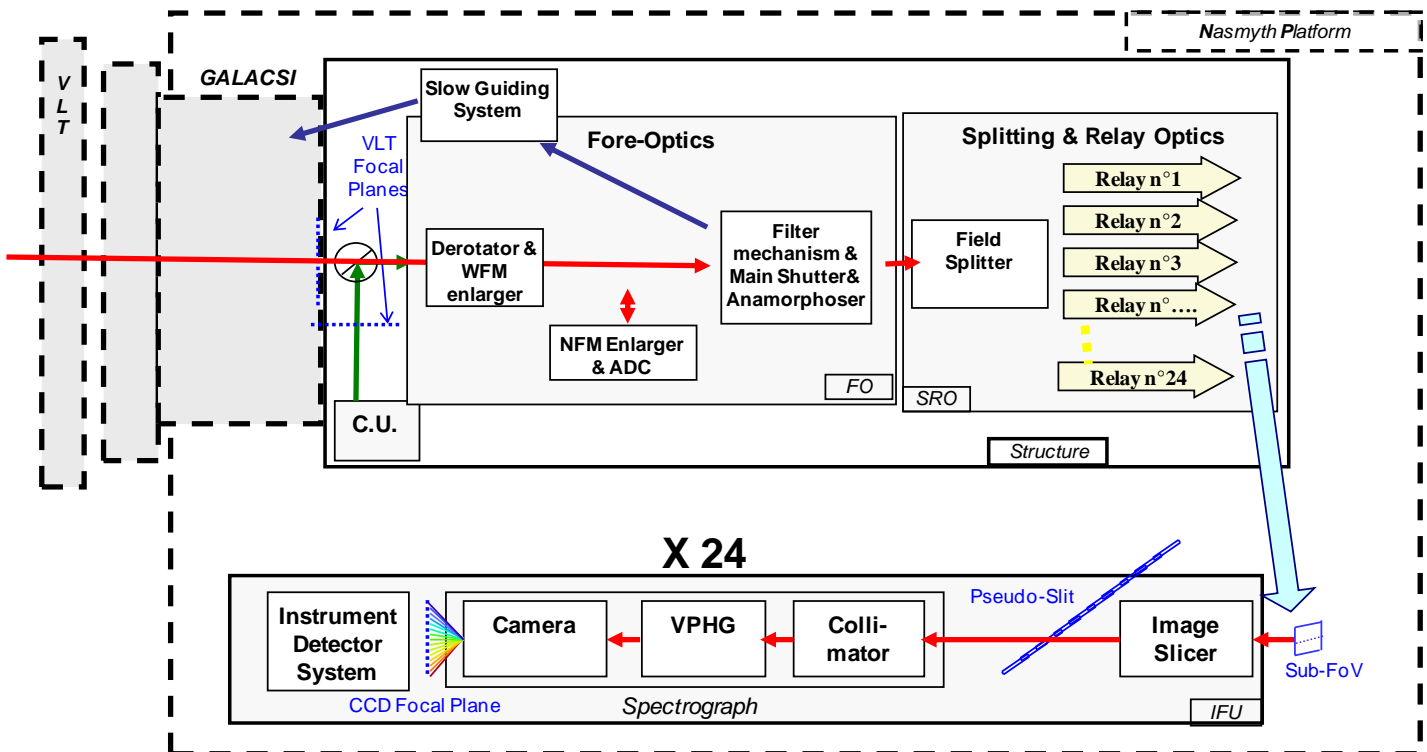 Nasmyth Platform
V
L
T
GALACSI
Slow Guiding
System
VLT
Focal
Planes
Fore-Optics
Derotator &
WFM
enlarger
NFM Enlarger
& ADC
Filter
mechanism &
Main Shutter&
Anamorphoser
FO
C.U.
Splitting & Relay Optics
Field
Splitter
Relay n°1
Relay n°2
Relay n°3
Relay n°....
Relay n°24
SRO
Structure
X 24
Instrument
Detector
System
CCD Focal Plane
Camera
VPHG
Colli-
mator
Spectrograph
Pseudo-Slit
Image
Slicer
Sub-FoV
IFU